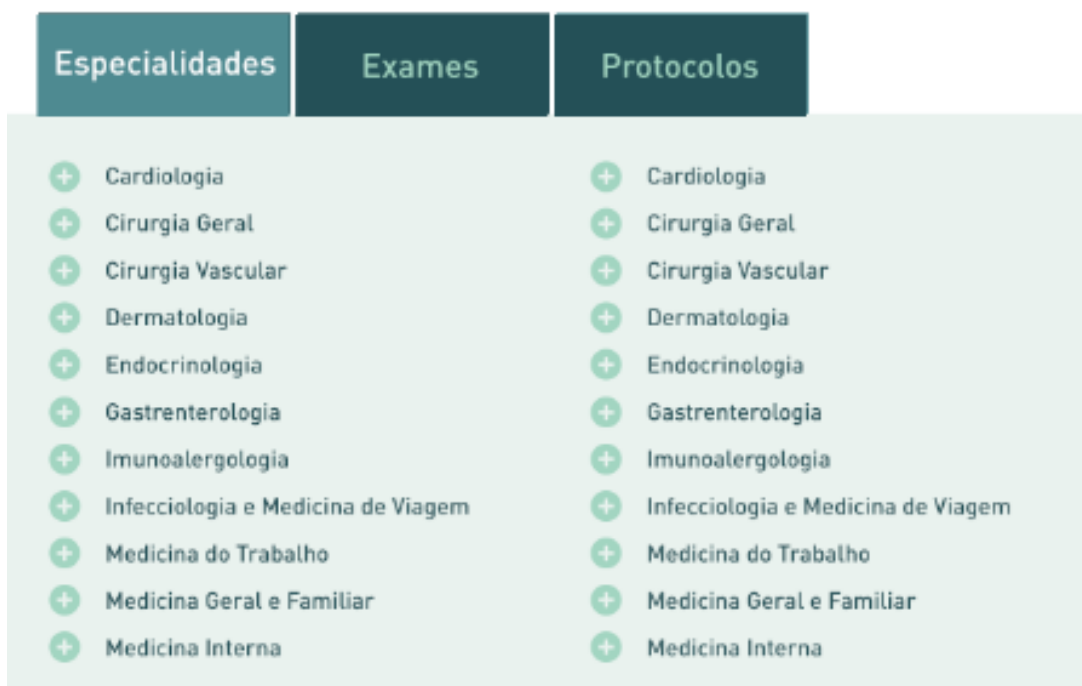 Especialidades
Exames
Protocolos
Cardiologia
Cirurgia Geral
Cirurgia Vascular
Dermatologia
Endocrinologia
Gastrenterologia
Imunoalergologia
Infecciologia e Medicina de Viagem
Medicina do Trabalho
Medicina Geral e Familiar
Medicina Interna
Cardiologia
Cirurgia Geral
Cirurgia Vascular
Dermatologia
Endocrinologia
Gastrenterologia
Imunoalergologia
Infecciologia e Medicina de Viagem
Medicina do Trabalho
Medicina Geral e Familiar
Medicina Interna